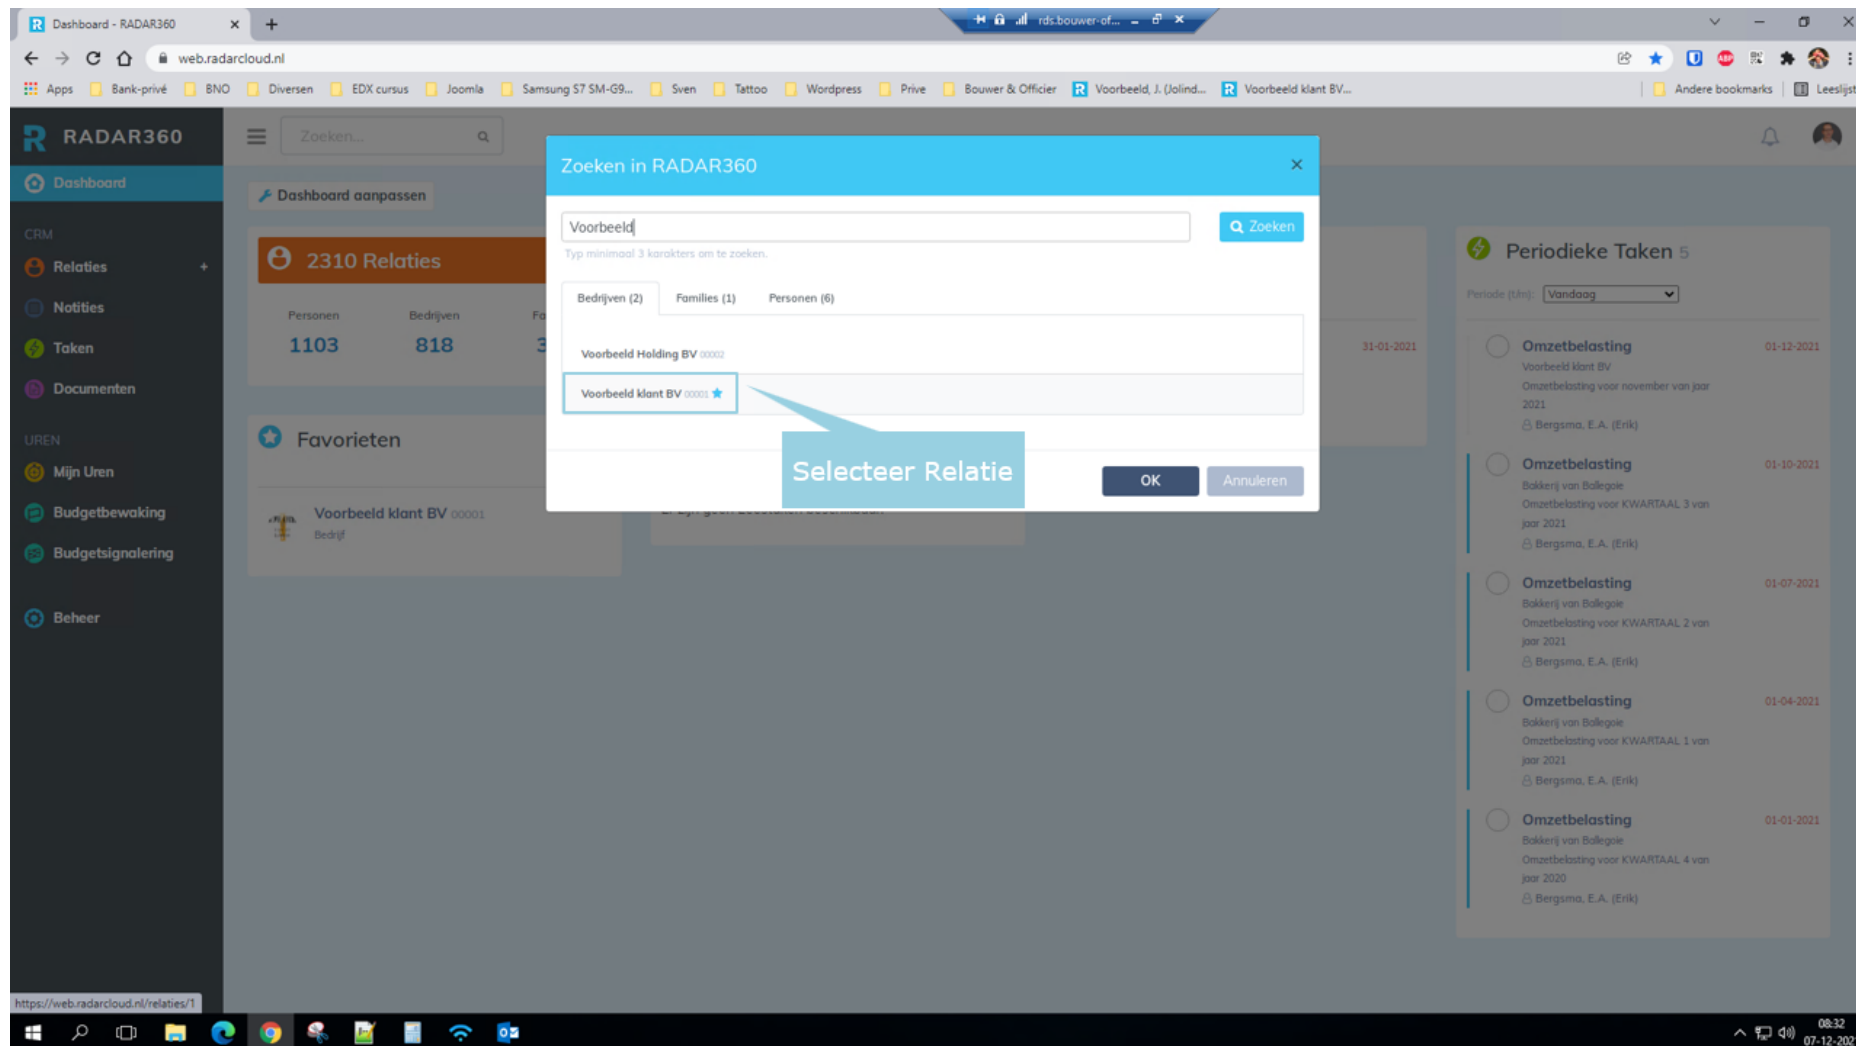 Dashboard - RADAR360
rds.bouwer-of...
web.radarcloud.nl
Apps Bank-privé BNO Diversen EDX cursus Joomla Samsung S7 SM-G9... Sven Tattoo Wordpress Prive Bouwer & Officier Voorbeeld, J. (Jolind... Voorbeeld klant BV... Andere bookmarks Leeslijst
RADAR360
Zoeken...
Dashboard
CRM
Relaties +
Notities
Taken
Documenten
UREN
Mijn Uren
Budgetbewaking
Budgetsignalering
Beheer
Dashboard aanpassen
2310 Relaties
Personen Bedrijven
1103 818
Favorieten
Voorbeeld klant BV 00001
Bedrijf
Zoeken in RADAR360
Voorbeeld
Zoeken
Typ minimaal 3 karakters om te zoeken.
Bedrijven (2) Families (1) Personen (6)
Voorbeeld Holding BV 00002
Voorbeeld klant BV 00001
Selecteer Relatie
OK Annuleren
31-01-2021
Periodieke Taken 5
Periode (t/m): Vandaag
Omzetbelasting 01-12-2021
Voorbeeld klant BV
Omzetbelasting voor november van jaar
2021
Bergsma, E.A. (Erik)
Omzetbelasting 01-10-2021
Bakkerij van Ballegoie
Omzetbelasting voor KWARTAAL 3 van
jaar 2021
Bergsma, E.A. (Erik)
Omzetbelasting 01-07-2021
Bakkerij van Ballegoie
Omzetbelasting voor KWARTAAL 2 van
jaar 2021
Bergsma, E.A. (Erik)
Omzetbelasting 01-04-2021
Bakkerij van Ballegoie
Omzetbelasting voor KWARTAAL 1 van
jaar 2021
Bergsma, E.A. (Erik)
Omzetbelasting 01-01-2021
Bakkerij van Ballegoie
Omzetbelasting voor KWARTAAL 4 van
jaar 2020
Bergsma, E.A. (Erik)
https://web.radarcloud.nl/relaties/1
08:32
07-12-202